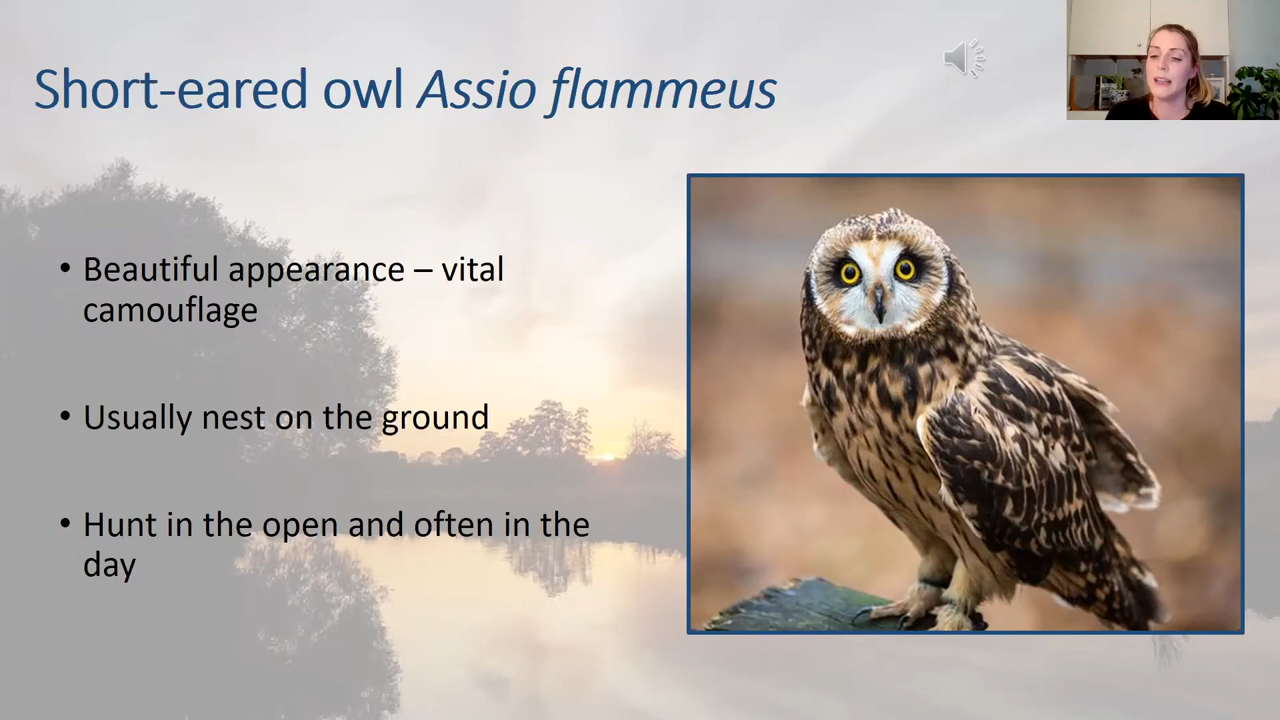 Short-eared owl Assio flammeus
• Beautiful appearance – vital
camouflage
• Usually nest on the ground
• Hunt in the open and often in the
day